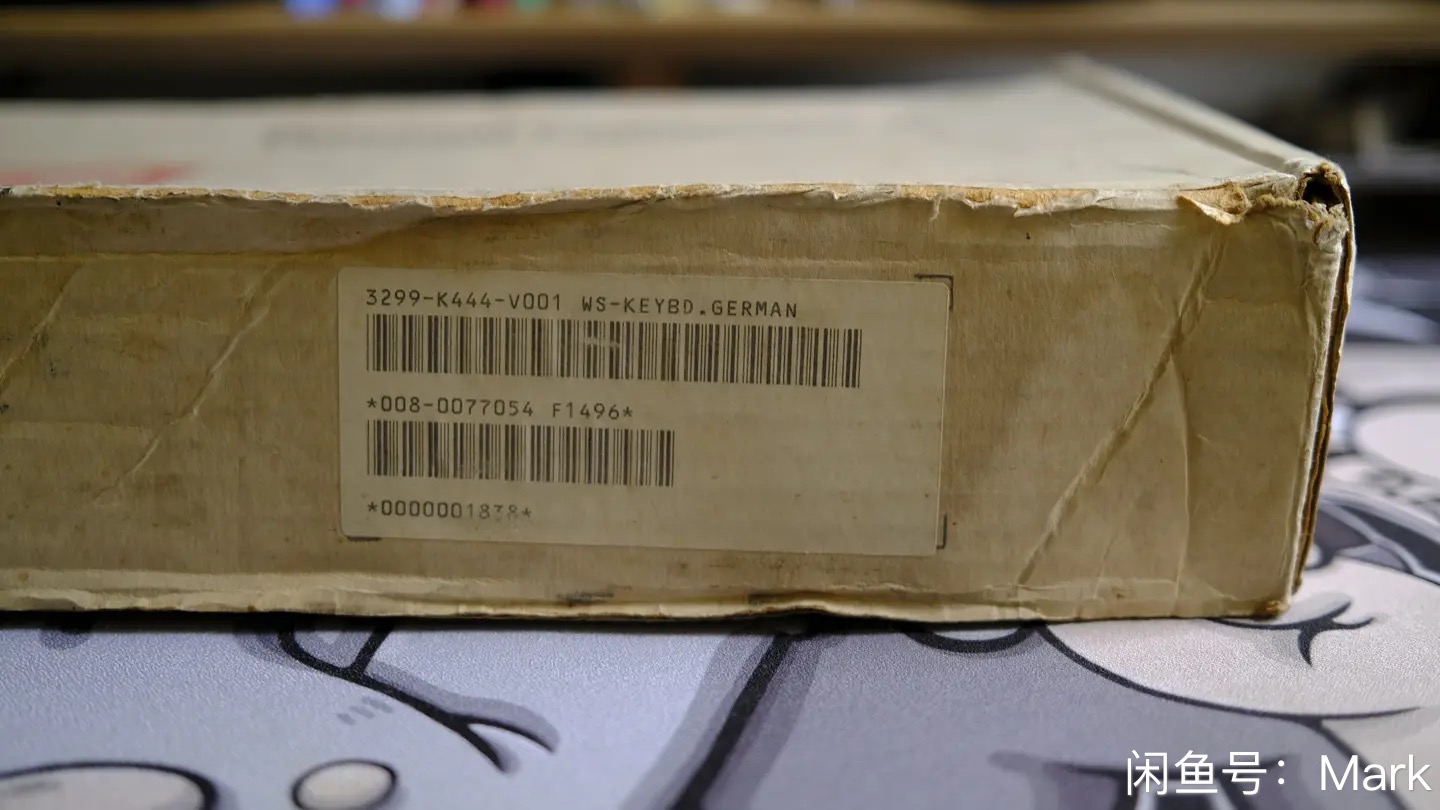 3299-K444-V001 WS-KEYBD.GERMAN
*008-0077054 F1496*
*0000001838*
闲鱼号：Mark